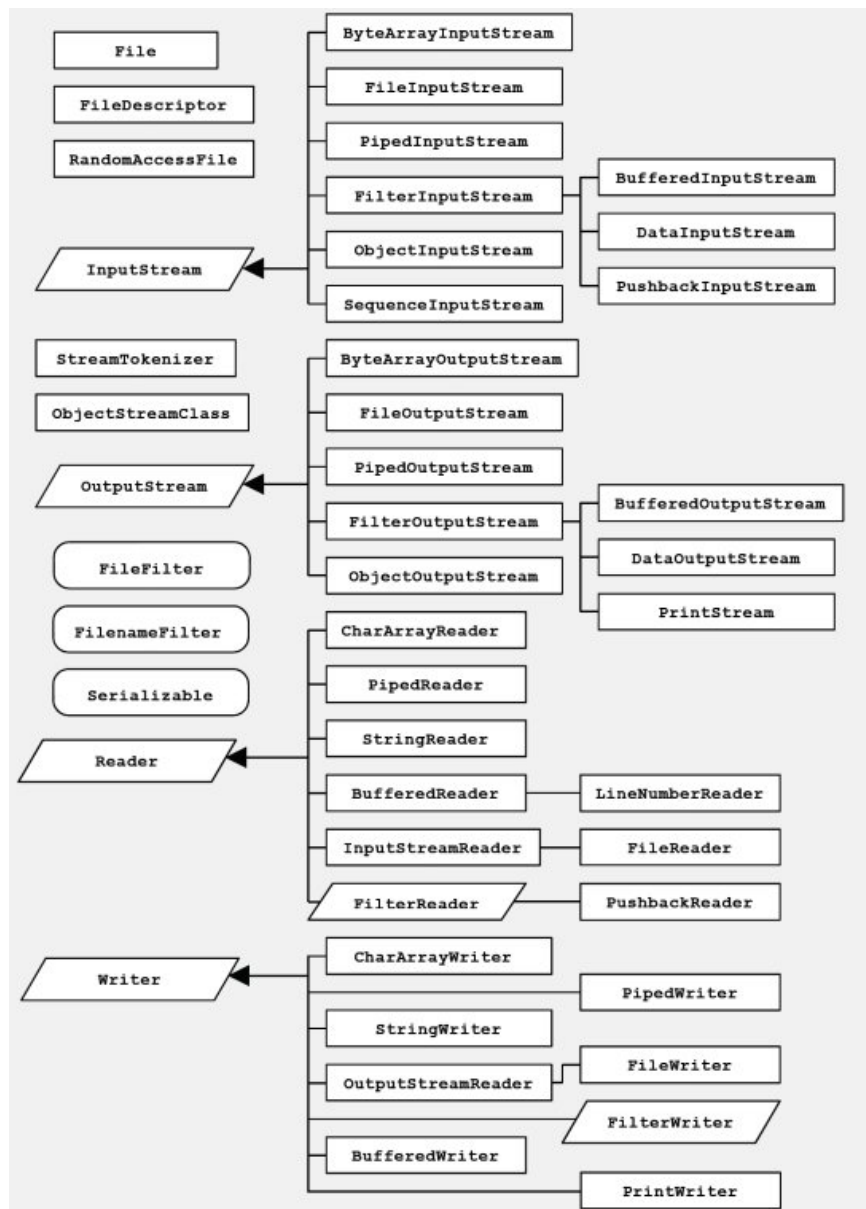 File
FileDescriptor
RandomAccessFile
InputStream
ByteArrayInputStream
FileInputStream
PipedInputStream
FilterInputStream
ObjectInputStream
SequenceInputStream
BufferedInputStream
DataInputStream
PushbackInputStream
StreamTokenizer
ObjectStreamClass
OutputStream
ByteArrayOutputStream
FileOutputStream
PipedOutputStream
FilterOutputStream
ObjectOutputStream
BufferedOutputStream
DataOutputStream
PrintStream
FileFilter
FilenameFilter
Serializable
Reader
CharArrayReader
PipedReader
StringReader
BufferedReader
LineNumberReader
InputStreamReader
FileReader
FilterReader
PushbackReader
Writer
CharArrayWriter
PipedWriter
StringWriter
OutputStreamReader
FileWriter
FilterWriter
BufferedWriter
PrintWriter